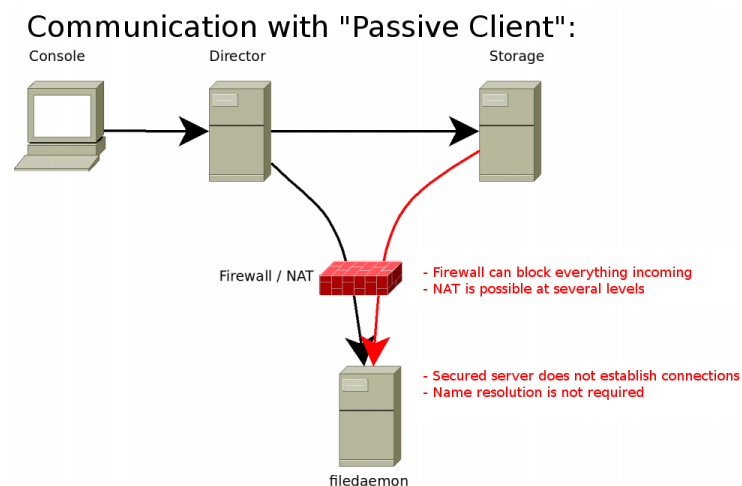 Communication with "Passive Client":
Console
Director
Storage
Firewall / NAT
- Firewall can block everything incoming
- NAT is possible at several levels
- Secured server does not establish connections
- Name resolution is not required
filedaemon